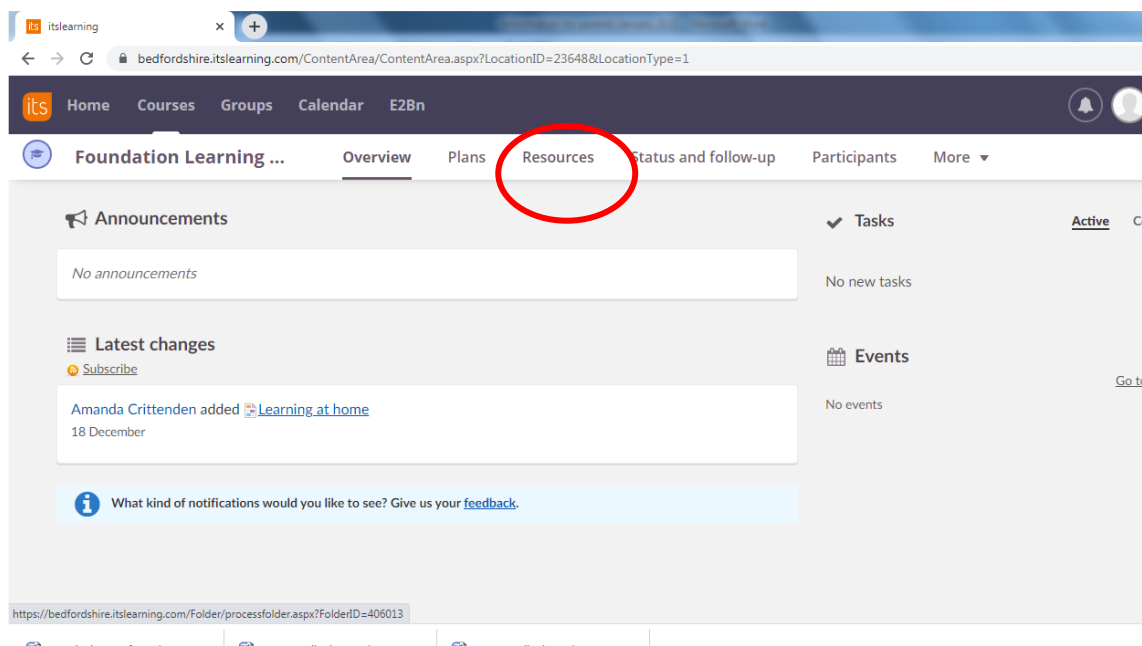 its itslearning
bedfordshire.itslearning.com/ContentArea/ContentArea.aspx?LocationID=23648&LocationType=1
its Home Courses Groups Calendar E2Bn
Foundation Learning ... Overview Plans Resources Status and follow-up Participants More
Announcements
Tasks Active
No announcements
No new tasks
Latest changes
Subscribe
Events
Go to
Amanda Crittenden added Learning at home
18 December
No events
What kind of notifications would you like to see? Give us your feedback.
https://bedfordshire.itslearning.com/Folder/processfolder.aspx?FolderID=406013